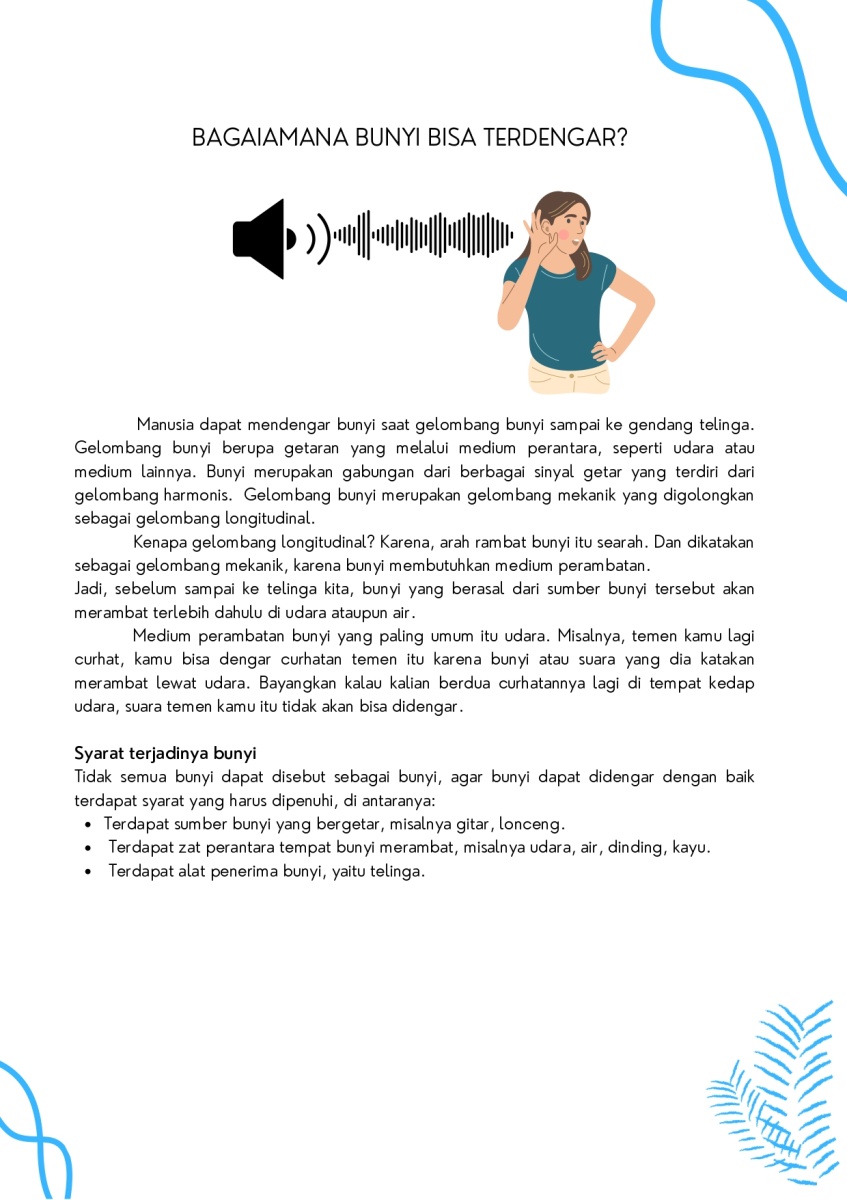 BAGAIAMANA BUNYI BISA TERDENGAR?
Manusia dapat mendengar bunyi saat gelombang bunyi sampai ke gendang telinga.
Gelombang bunyi berupa getaran yang melalui medium perantara, seperti udara atau
medium lainnya. Bunyi merupakan gabungan dari berbagai sinyal getar yang terdiri dari
gelombang harmonis. Gelombang bunyi merupakan gelombang mekanik yang digolongkan
sebagai gelombang longitudinal.
Kenapa gelombang longitudinal? Karena, arah rambat bunyi itu searah. Dan dikatakan
sebagai gelombang mekanik, karena bunyi membutuhkan medium perambatan.
Jadi, sebelum sampai ke telinga kita, bunyi yang berasal dari sumber bunyi tersebut akan
merambat terlebih dahulu di udara ataupun air.
Medium perambatan bunyi yang paling umum itu udara. Misalnya, temen kamu lagi
curhat, kamu bisa dengar curhatan temen itu karena bunyi atau suara yang dia katakan
merambat lewat udara. Bayangkan kalau kalian berdua curhatannya lagi di tempat kedap
udara, suara temen kamu itu tidak akan bisa didengar.
Syarat terjadinya bunyi
Tidak semua bunyi dapat disebut sebagai bunyi, agar bunyi dapat didengar dengan baik
terdapat syarat yang harus dipenuhi, di antaranya:
• Terdapat sumber bunyi yang bergetar, misalnya gitar, lonceng.
• Terdapat zat perantara tempat bunyi merambat, misalnya udara, air, dinding, kayu.
• Terdapat alat penerima bunyi, yaitu telinga.